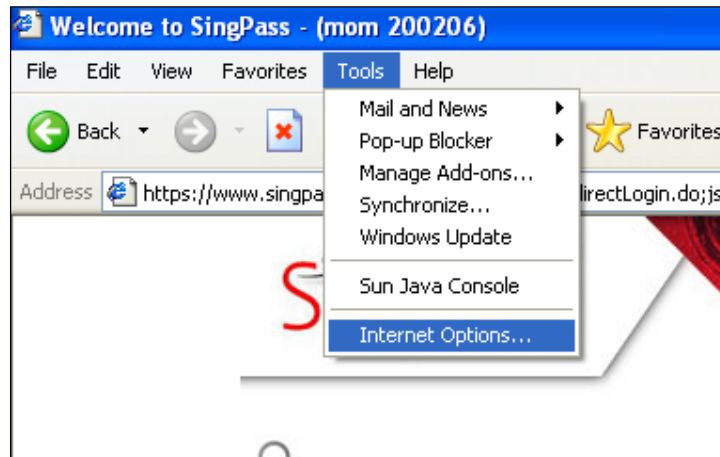 Welcome to SingPass - (mom 200206)
File Edit View Favorites Tools Help
Back Favorites
Mail and News
Pop-up Blocker
Manage Add-ons...
Synchronize...
Windows Update
Sun Java Console
Internet Options...
Address https://www.singpa directLogin.do;js
S